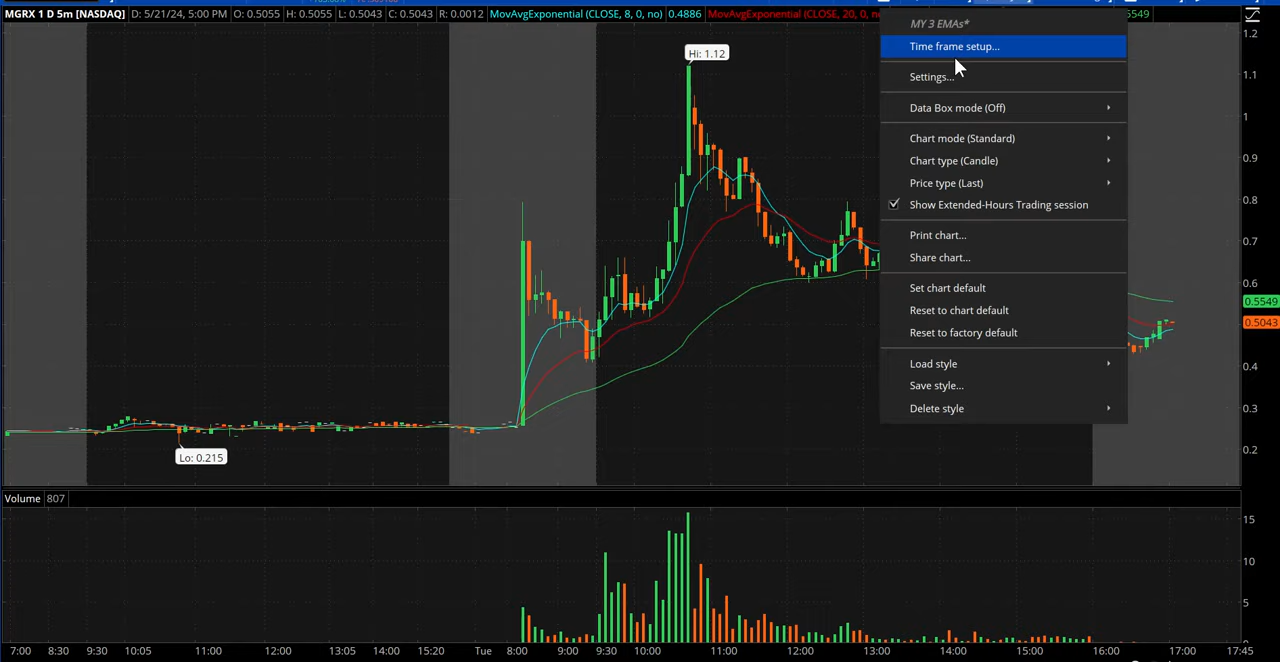 MGRX 1 D 5m [NASDAQ] D: 5/21/24, 5:00 PM O: 0.5055 H: 0.5055 L: 0.5043 C: 0.5043 R: 0.0012 MovAvgExponential (CLOSE, 8, 0, no) 0.4886 MovAvgExponential (CLOSE, 20, 0, no 5549
MY 3 EMAs*
Time frame setup...
Settings...
Data Box mode (Off)
Chart mode (Standard)
Chart type (Candle)
Price type (Last)
Show Extended-Hours Trading session
Print chart...
Share chart...
Set chart default
Reset to chart default
Reset to factory default
Load style
Save style...
Delete style
Hi: 1.12
Lo: 0.215
1.2
1.1
1
0.9
0.8
0.7
0.6
0.5549
0.5043
0.4
0.3
0.2
Volume 807
15
10
5
7:00 8:30 9:30 10:05 11:00 12:00 13:05 14:00 15:20 Tue 8:00 9:00 9:30 10:00 11:00 12:00 13:00 14:00 15:00 16:00 17:00 17:45